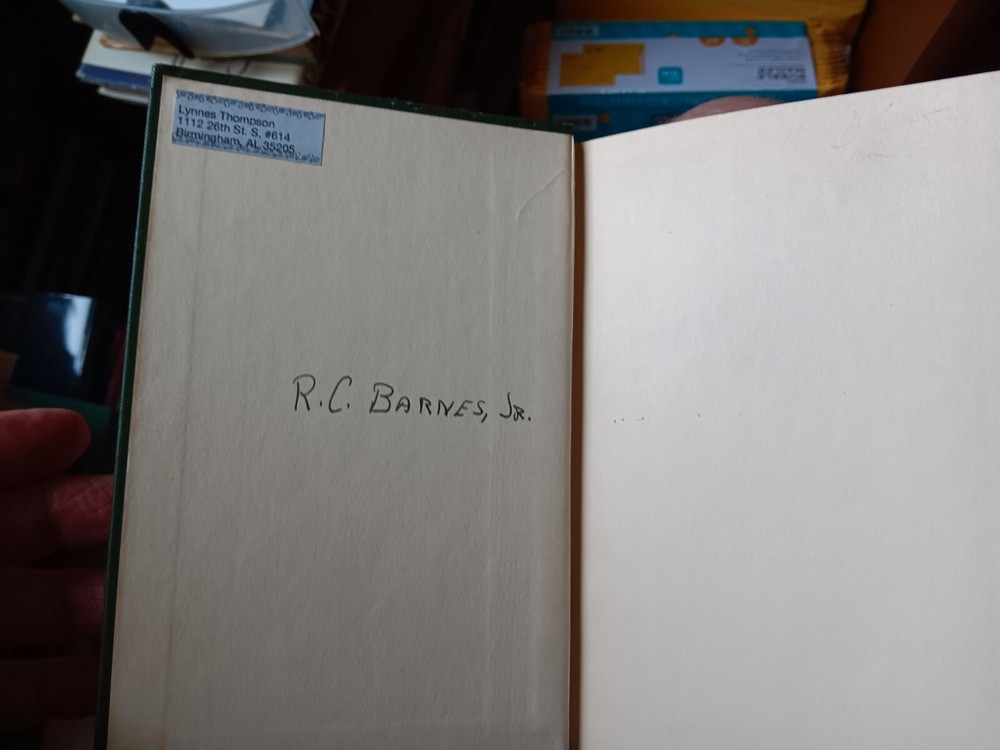 Lynnes Thompson
1112 26th St. S. #614
Birmingham, AL 35205
R.C. BARNES, JR.